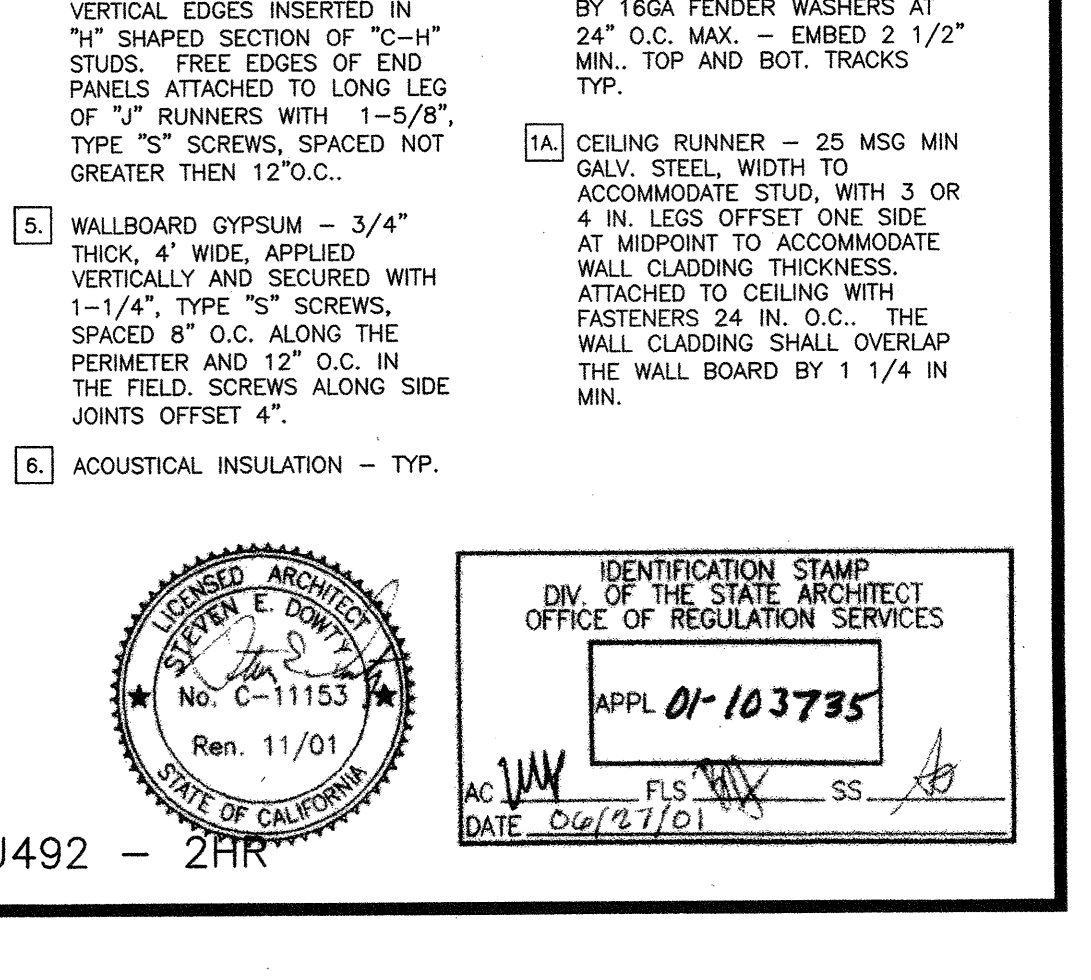 VERTICAL EDGES INSERTED IN
"H" SHAPED SECTION OF "C-H"
STUDS. FREE EDGES OF END
PANELS ATTACHED TO LONG LEG
OF "J" RUNNERS WITH 1-5/8",
TYPE "S" SCREWS, SPACED NOT
GREATER THEN 12"O.C..
5. WALLBOARD GYPSUM – 3/4"
THICK, 4' WIDE, APPLIED
VERTICALLY AND SECURED WITH
1-1/4", TYPE "S" SCREWS,
SPACED 8" O.C. ALONG THE
PERIMETER AND 12" O.C. IN
THE FIELD. SCREWS ALONG SIDE
JOINTS OFFSET 4".
6. ACOUSTICAL INSULATION – TYP.
BY 16GA FENDER WASHERS AT
24" O.C. MAX. – EMBED 2 1/2"
MIN.. TOP AND BOT. TRACKS
TYP.
1A. CEILING RUNNER – 25 MSG MIN
GALV. STEEL, WIDTH TO
ACCOMMODATE STUD, WITH 3 OR
4 IN. LEGS OFFSET ONE SIDE
AT MIDPOINT TO ACCOMMODATE
WALL CLADDING THICKNESS.
ATTACHED TO CEILING WITH
FASTENERS 24 IN. O.C.. THE
WALL CLADDING SHALL OVERLAP
THE WALL BOARD BY 1 1/4 IN
MIN.
LICENSED ARCHITECT
STEVEN E. DOWTY
No. C-11153
Ren. 11/01
STATE OF CALIFORNIA
IDENTIFICATION STAMP
DIV. OF THE STATE ARCHITECT
OFFICE OF REGULATION SERVICES
APPL 01-103735
AC FLS SS
DATE 06/27/01
U492 – 2HR